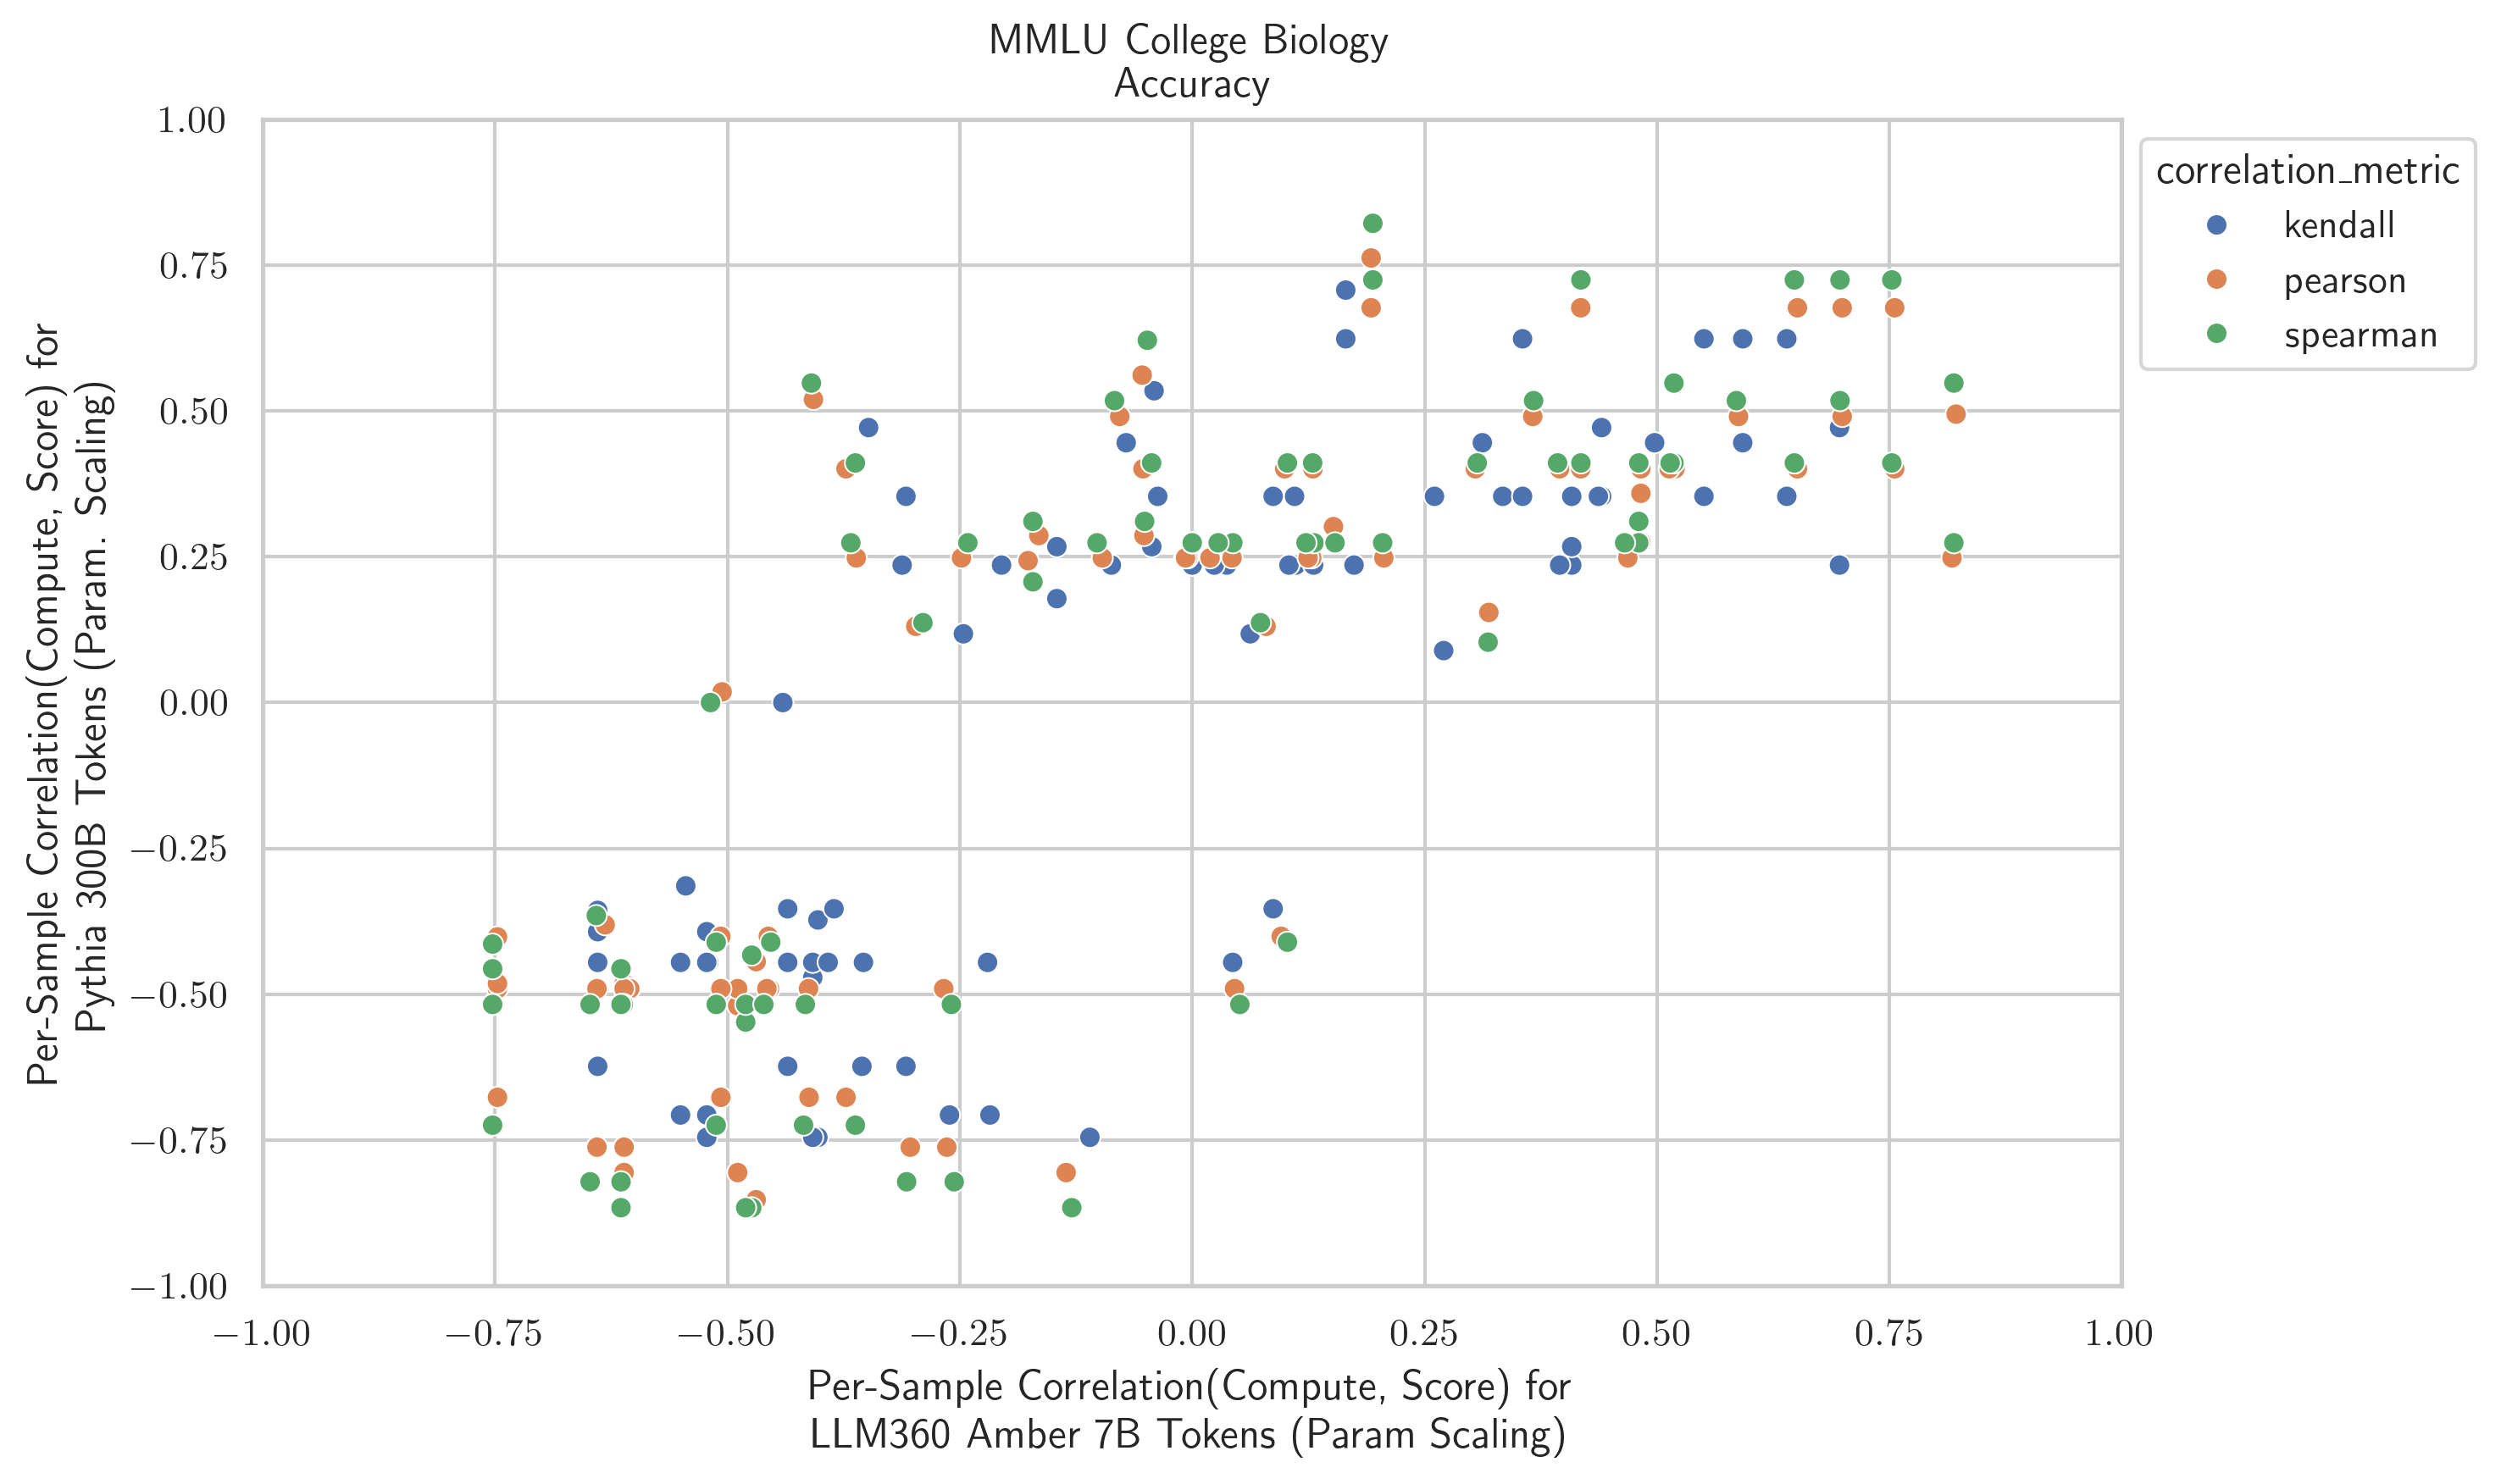 MMLU College Biology
Accuracy
Per-Sample Correlation(Compute, Score) for
Pythia 300B Tokens (Param. Scaling)
1.00
0.75
0.50
0.25
0.00
−0.25
−0.50
−0.75
−1.00
−1.00
−0.75
−0.50
−0.25
0.00
0.25
0.50
0.75
1.00
Per-Sample Correlation(Compute, Score) for
LLM360 Amber 7B Tokens (Param Scaling)
correlation_metric
kendall
pearson
spearman